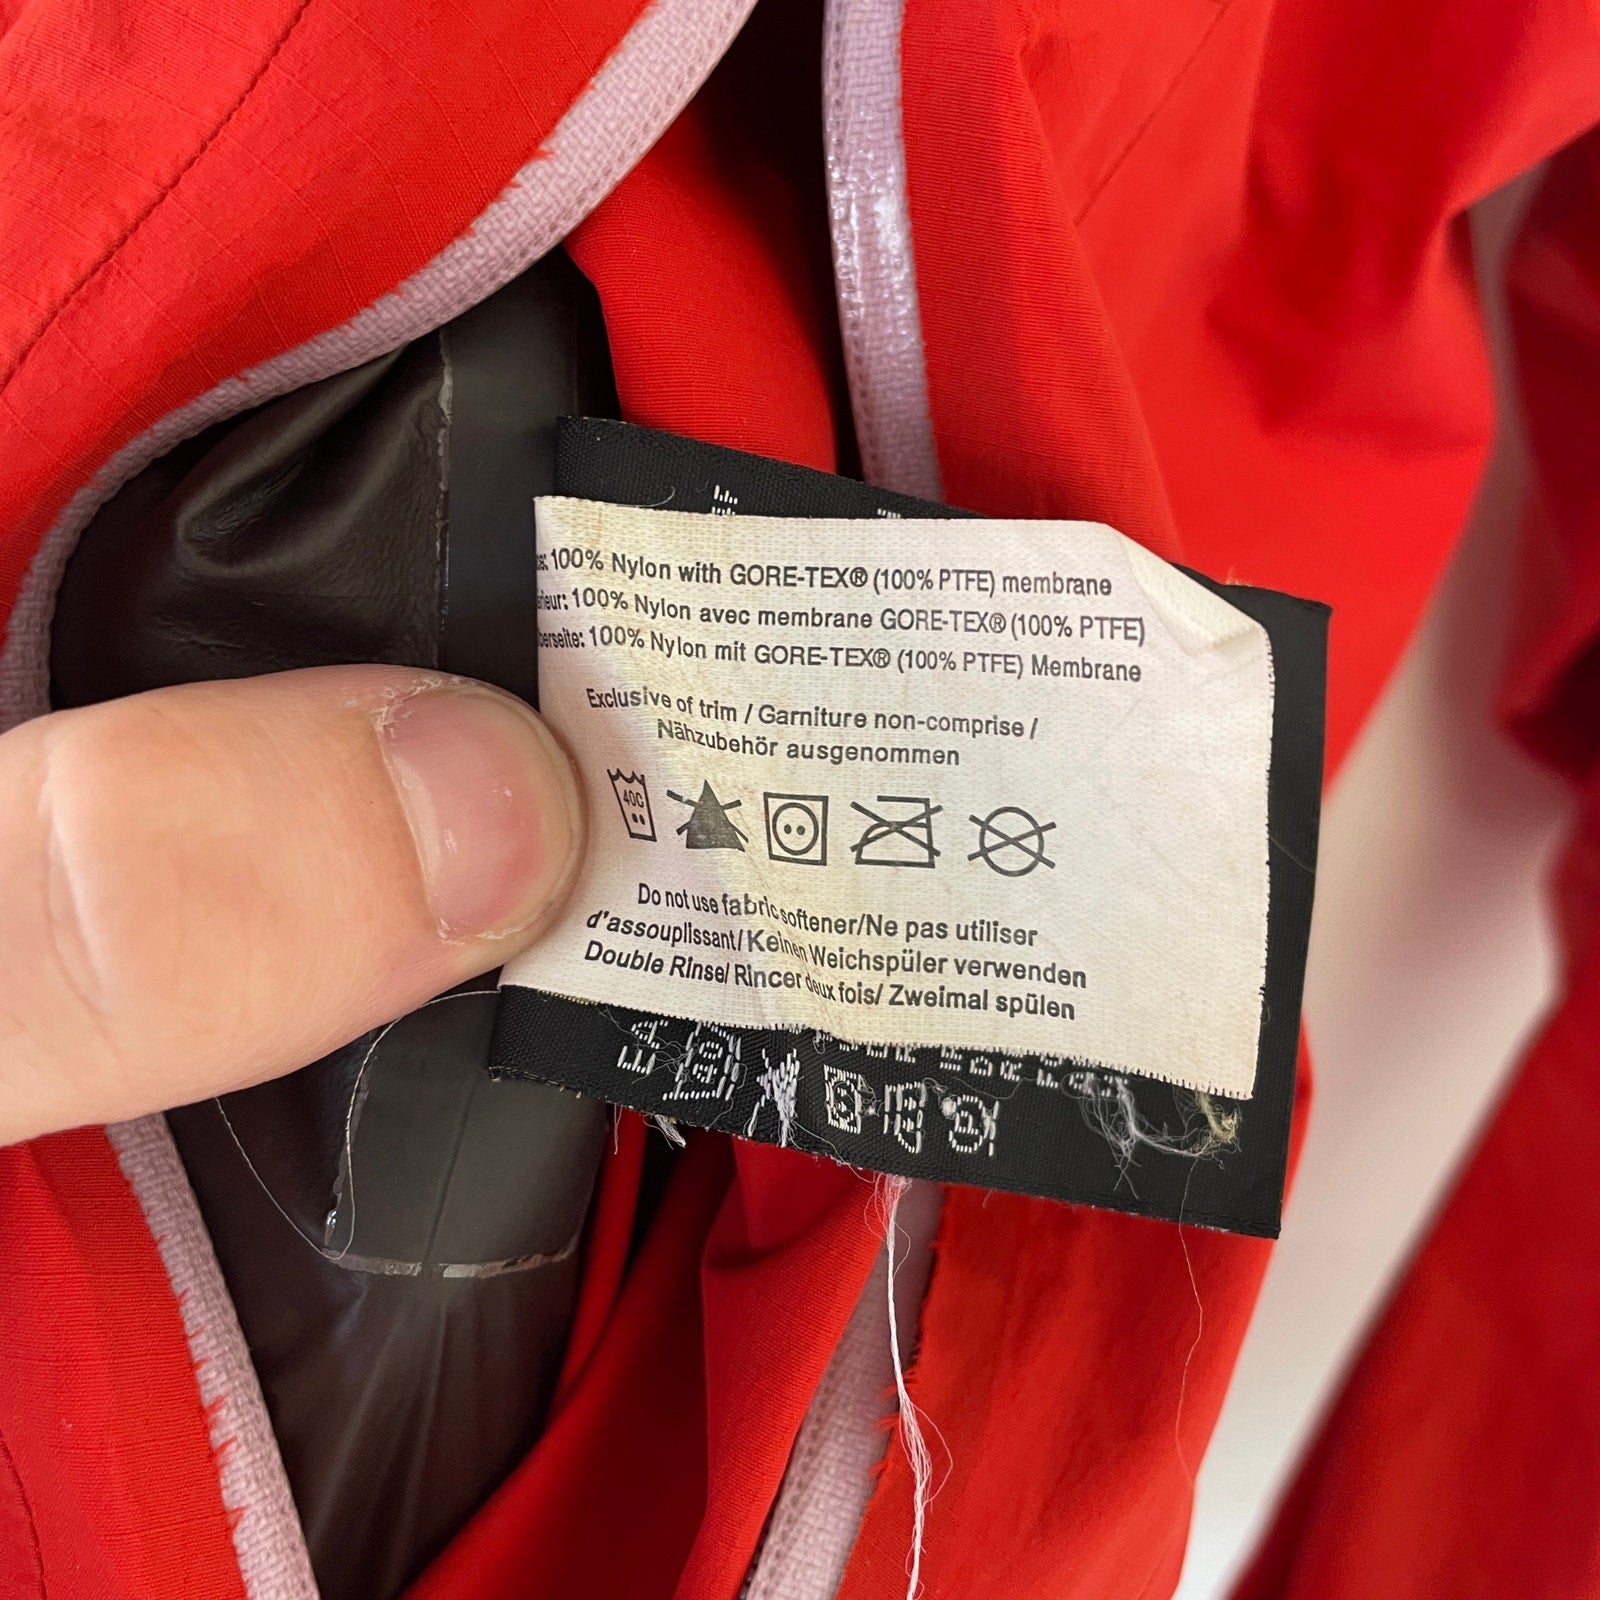 100% Nylon with GORE-TEX® (100% PTFE) membrane
100% Nylon avec membrane GORE-TEX® (100% PTFE)
100% Nylon mit GORE-TEX® (100% PTFE) Membrane
Exclusive of trim / Garniture non-comprise /
Nähzubehör ausgenommen
40C
Do not use fabric softener/Ne pas utiliser
d'assouplissant/ Keinen Weichspüler verwenden
Double Rinse/ Rincer deux fois/ Zweimal spülen